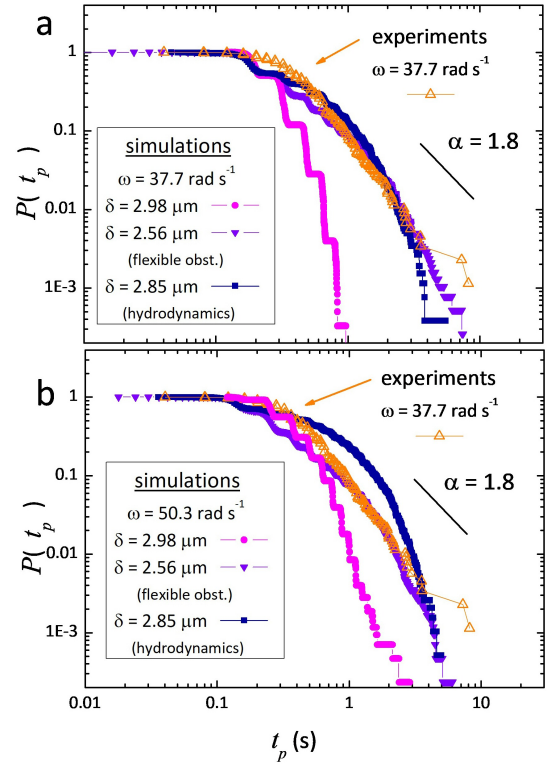 a
experiments
ω = 37.7 rad s⁻¹
α = 1.8
simulations
ω = 37.7 rad s⁻¹
δ = 2.98 μm
δ = 2.56 μm
(flexible obst.)
δ = 2.85 μm
(hydrodynamics)
1
0.1
0.01
1E-3
P( tₚ )
b
experiments
ω = 37.7 rad s⁻¹
α = 1.8
simulations
ω = 50.3 rad s⁻¹
δ = 2.98 μm
δ = 2.56 μm
(flexible obst.)
δ = 2.85 μm
(hydrodynamics)
1
0.1
0.01
1E-3
P( tₚ )
0.01 0.1 1 10
tₚ (s)